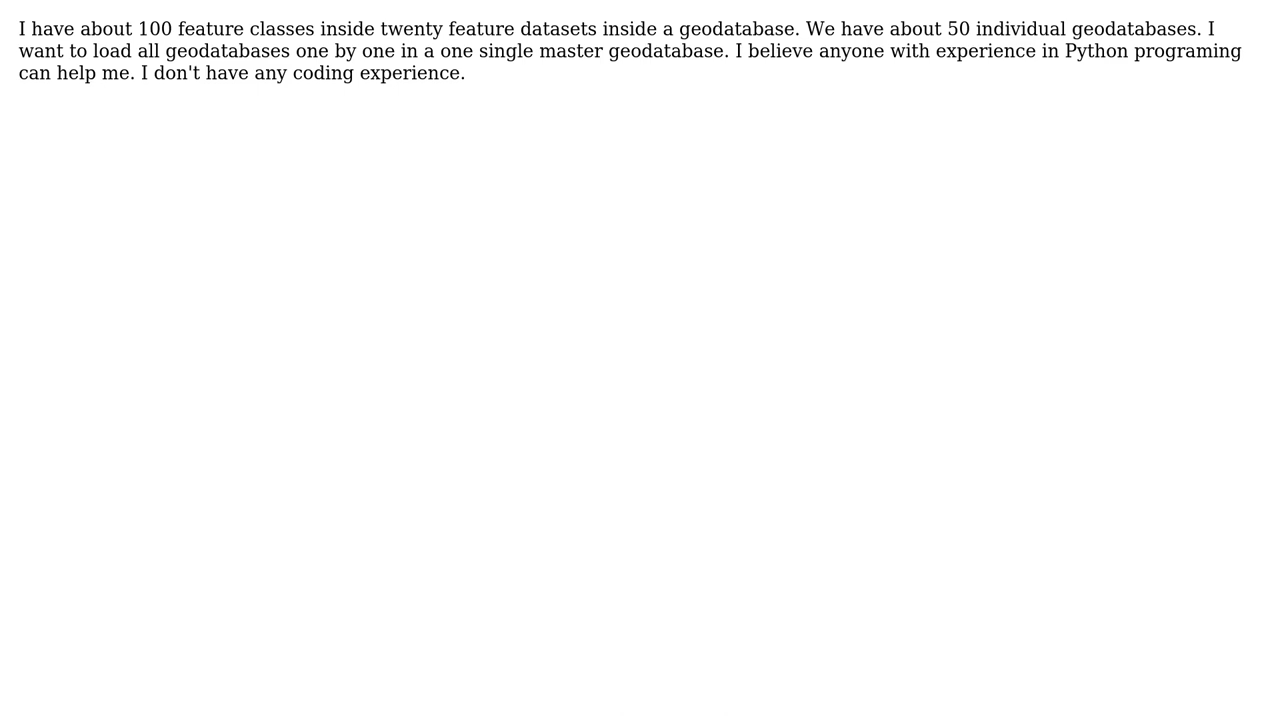 I have about 100 feature classes inside twenty feature datasets inside a geodatabase. We have about 50 individual geodatabases. I
want to load all geodatabases one by one in a one single master geodatabase. I believe anyone with experience in Python programing
can help me. I don't have any coding experience.